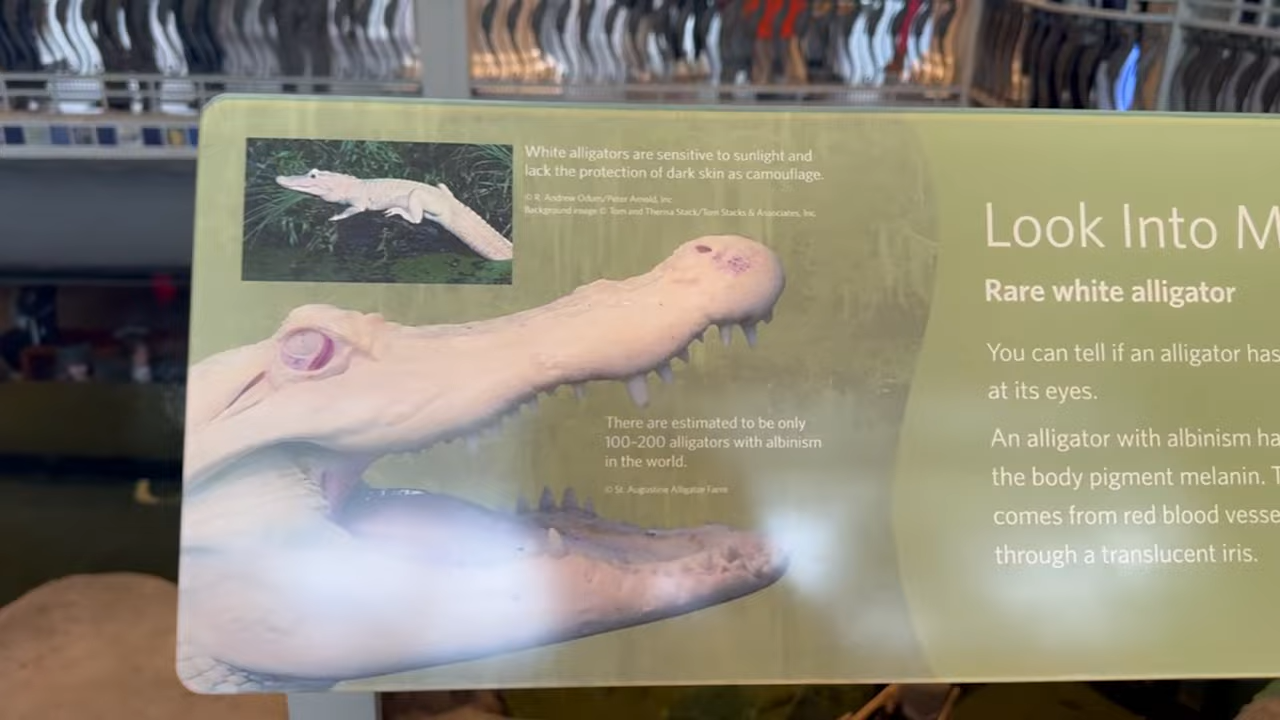 White alligators are sensitive to sunlight and
lack the protection of dark skin as camouflage.
© R. Andrew Odum/Peter Arnold, Inc
Background image © Tom and Therisa Stack/Tom Stacks & Associates, Inc.
There are estimated to be only
100-200 alligators with albinism
in the world.
© St. Augustine Alligator Farm
Look Into M
Rare white alligator
You can tell if an alligator has
at its eyes.
An alligator with albinism ha
the body pigment melanin. T
comes from red blood vesse
through a translucent iris.